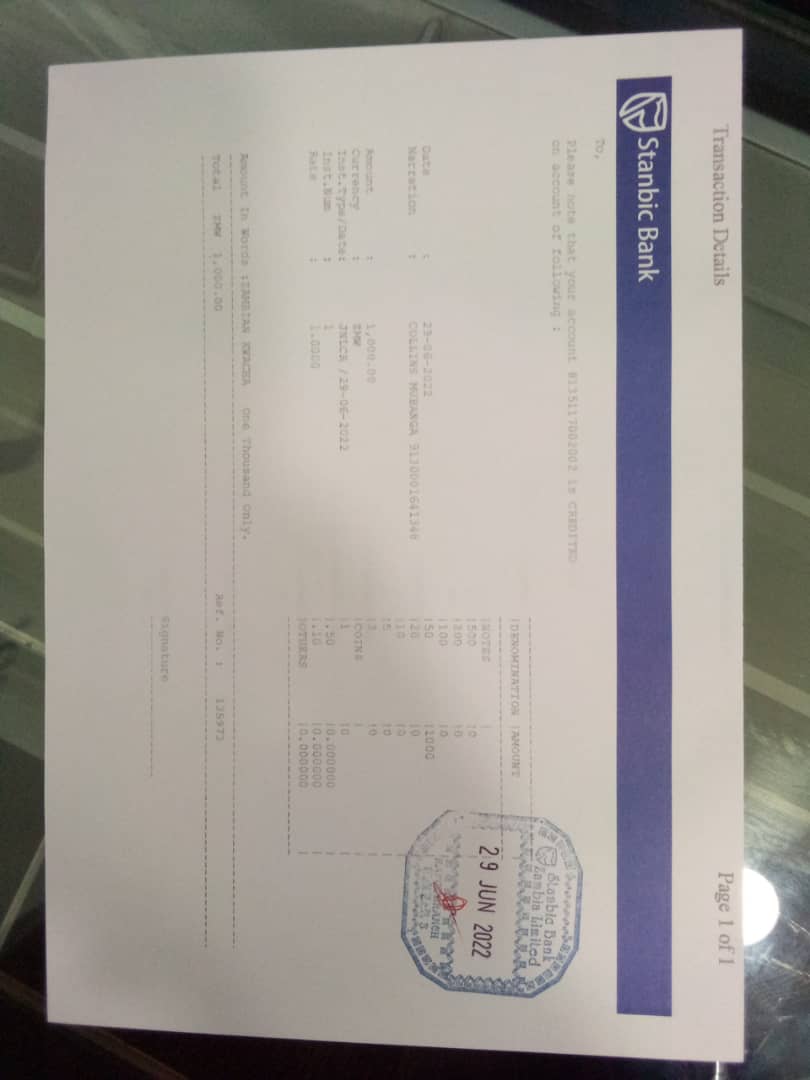 Transaction Details Page 1 of 1
Stanbic Bank
To,
Please note that your account 9135117002002 is CREDITED
on account of following :
Date : 29-06-2022
Narration : COLLINS MUBANGA 9130001641346
Amount : 1,000.00
Currency : ZMW
Inst.Type/Date: JNLCR /29-06-2022
Inst.Num : 1
Rate : 1.0000
|DENOMINATION |AMOUNT
|NOTES |
|500 |0
|200 |0
|100 |0
|50 |1000
|20 |0
|10 |0
|5 |0
|2 |0
|COINS |
|1 |0
|.50 |0.000000
|.10 |0.000000
|OTHERS |0.000000
Stanbic Bank
Zambia Limited
29 JUN 2022
BRANCH
Amount In Words :ZAMBIAN KWACHA One Thousand Only.
Total ZMW 1,000.00 Ref. No. : 135973
Signature